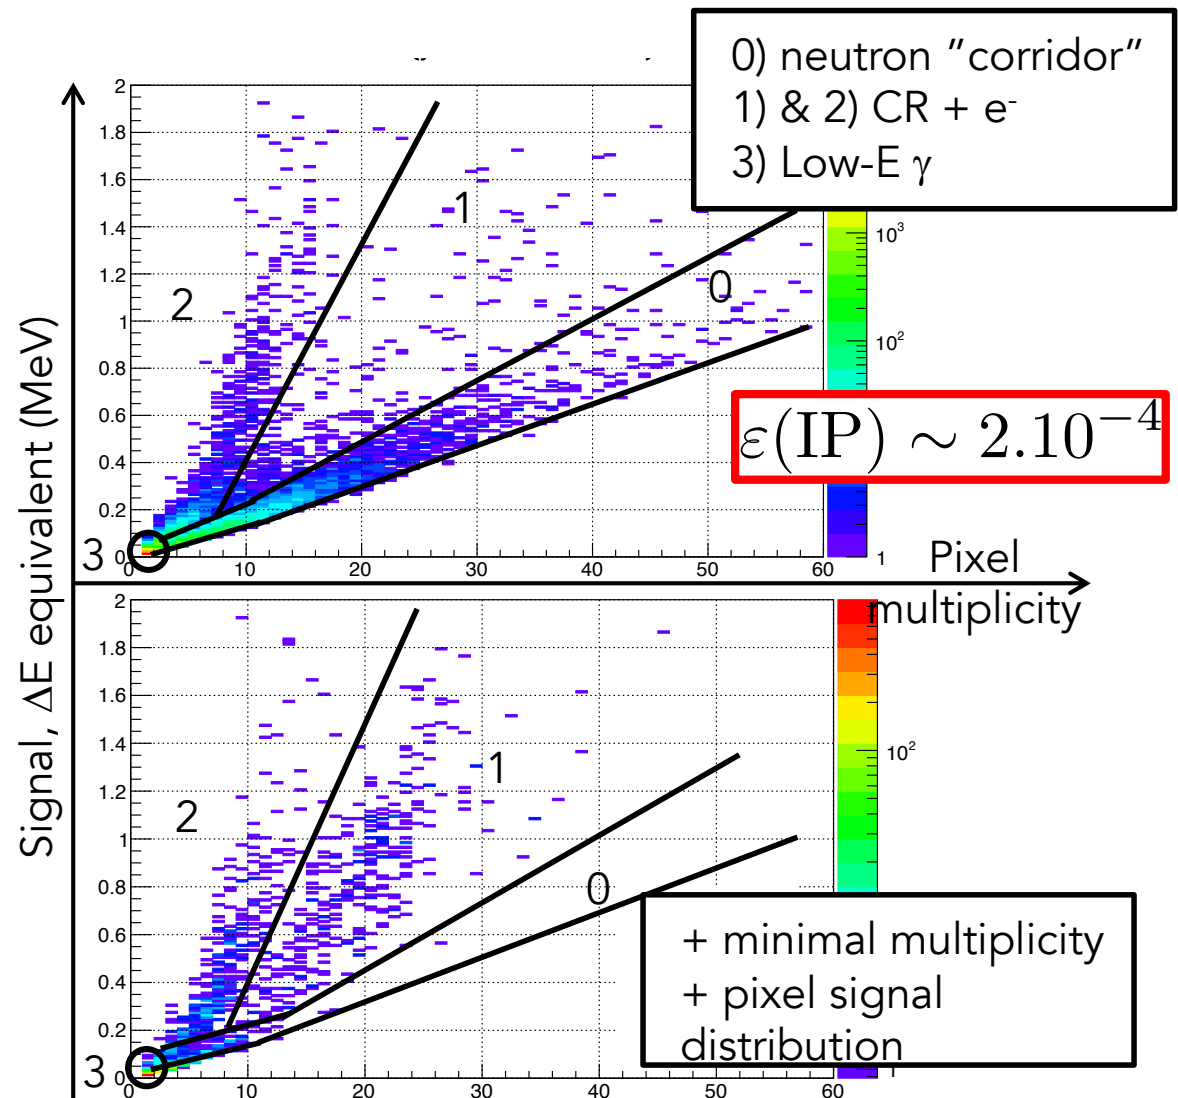 0) neutron ”corridor”
1) & 2) CR + e-
3) Low-E γ
2
1.8
1.6
1.4
1.2
1
0.8
0.6
0.4
0.2
0
0 10 20 30 40 50 60
2
1
0
3
10³
10²
1
ε(IP) ∼ 2.10⁻⁴
Pixel
multiplicity
Signal, ΔE equivalent (MeV)
2
1.8
1.6
1.4
1.2
1
0.8
0.6
0.4
0.2
0
0 10 20 30 40 50 60
2
1
0
3
10²
+ minimal multiplicity
+ pixel signal
distribution